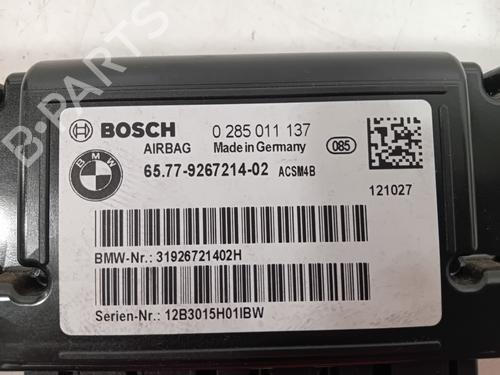 B-PARTS
BOSCH 0 285 011 137
AIRBAG Made in Germany 085
BMW 65.77-9267214-02 ACSM4B
121027
BMW-Nr.: 31926721402H
Serien-Nr.: 12B3015H01IBW